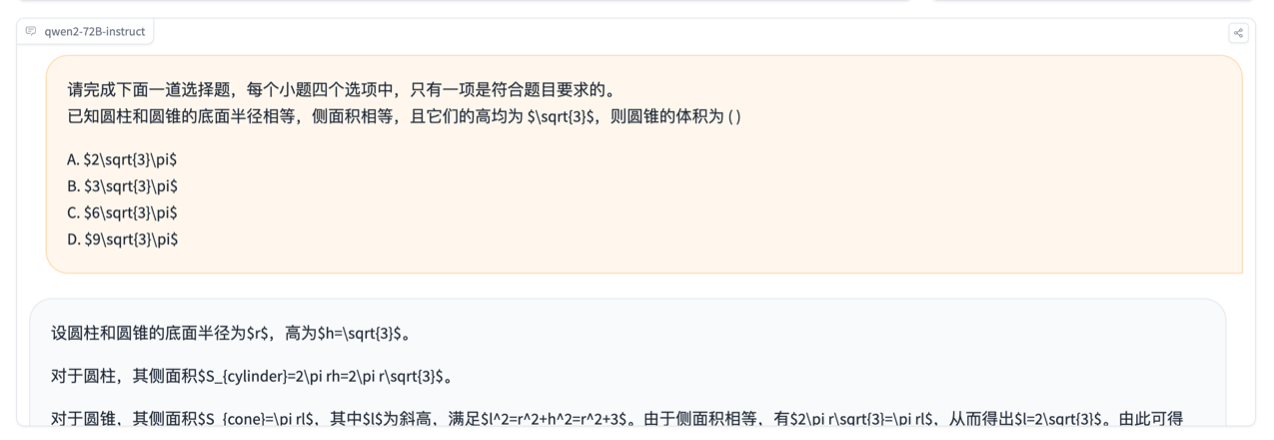 qwen2-72B-instruct
请完成下面一道选择题，每个小题四个选项中，只有一项是符合题目要求的。
已知圆柱和圆锥的底面半径相等，侧面积相等，且它们的高均为 $\sqrt{3}$，则圆锥的体积为 ( )
A. $2\sqrt{3}\pi$
B. $3\sqrt{3}\pi$
C. $6\sqrt{3}\pi$
D. $9\sqrt{3}\pi$
设圆柱和圆锥的底面半径为$r$，高为$h=\sqrt{3}$。
对于圆柱，其侧面积$S_{cylinder}=2\pi rh=2\pi r\sqrt{3}$。
对于圆锥，其侧面积$S_{cone}=\pi rl$，其中$l$为斜高，满足$l^2=r^2+h^2=r^2+3$。由于侧面积相等，有$2\pi r\sqrt{3}=\pi rl$，从而得出$l=2\sqrt{3}$。由此可得